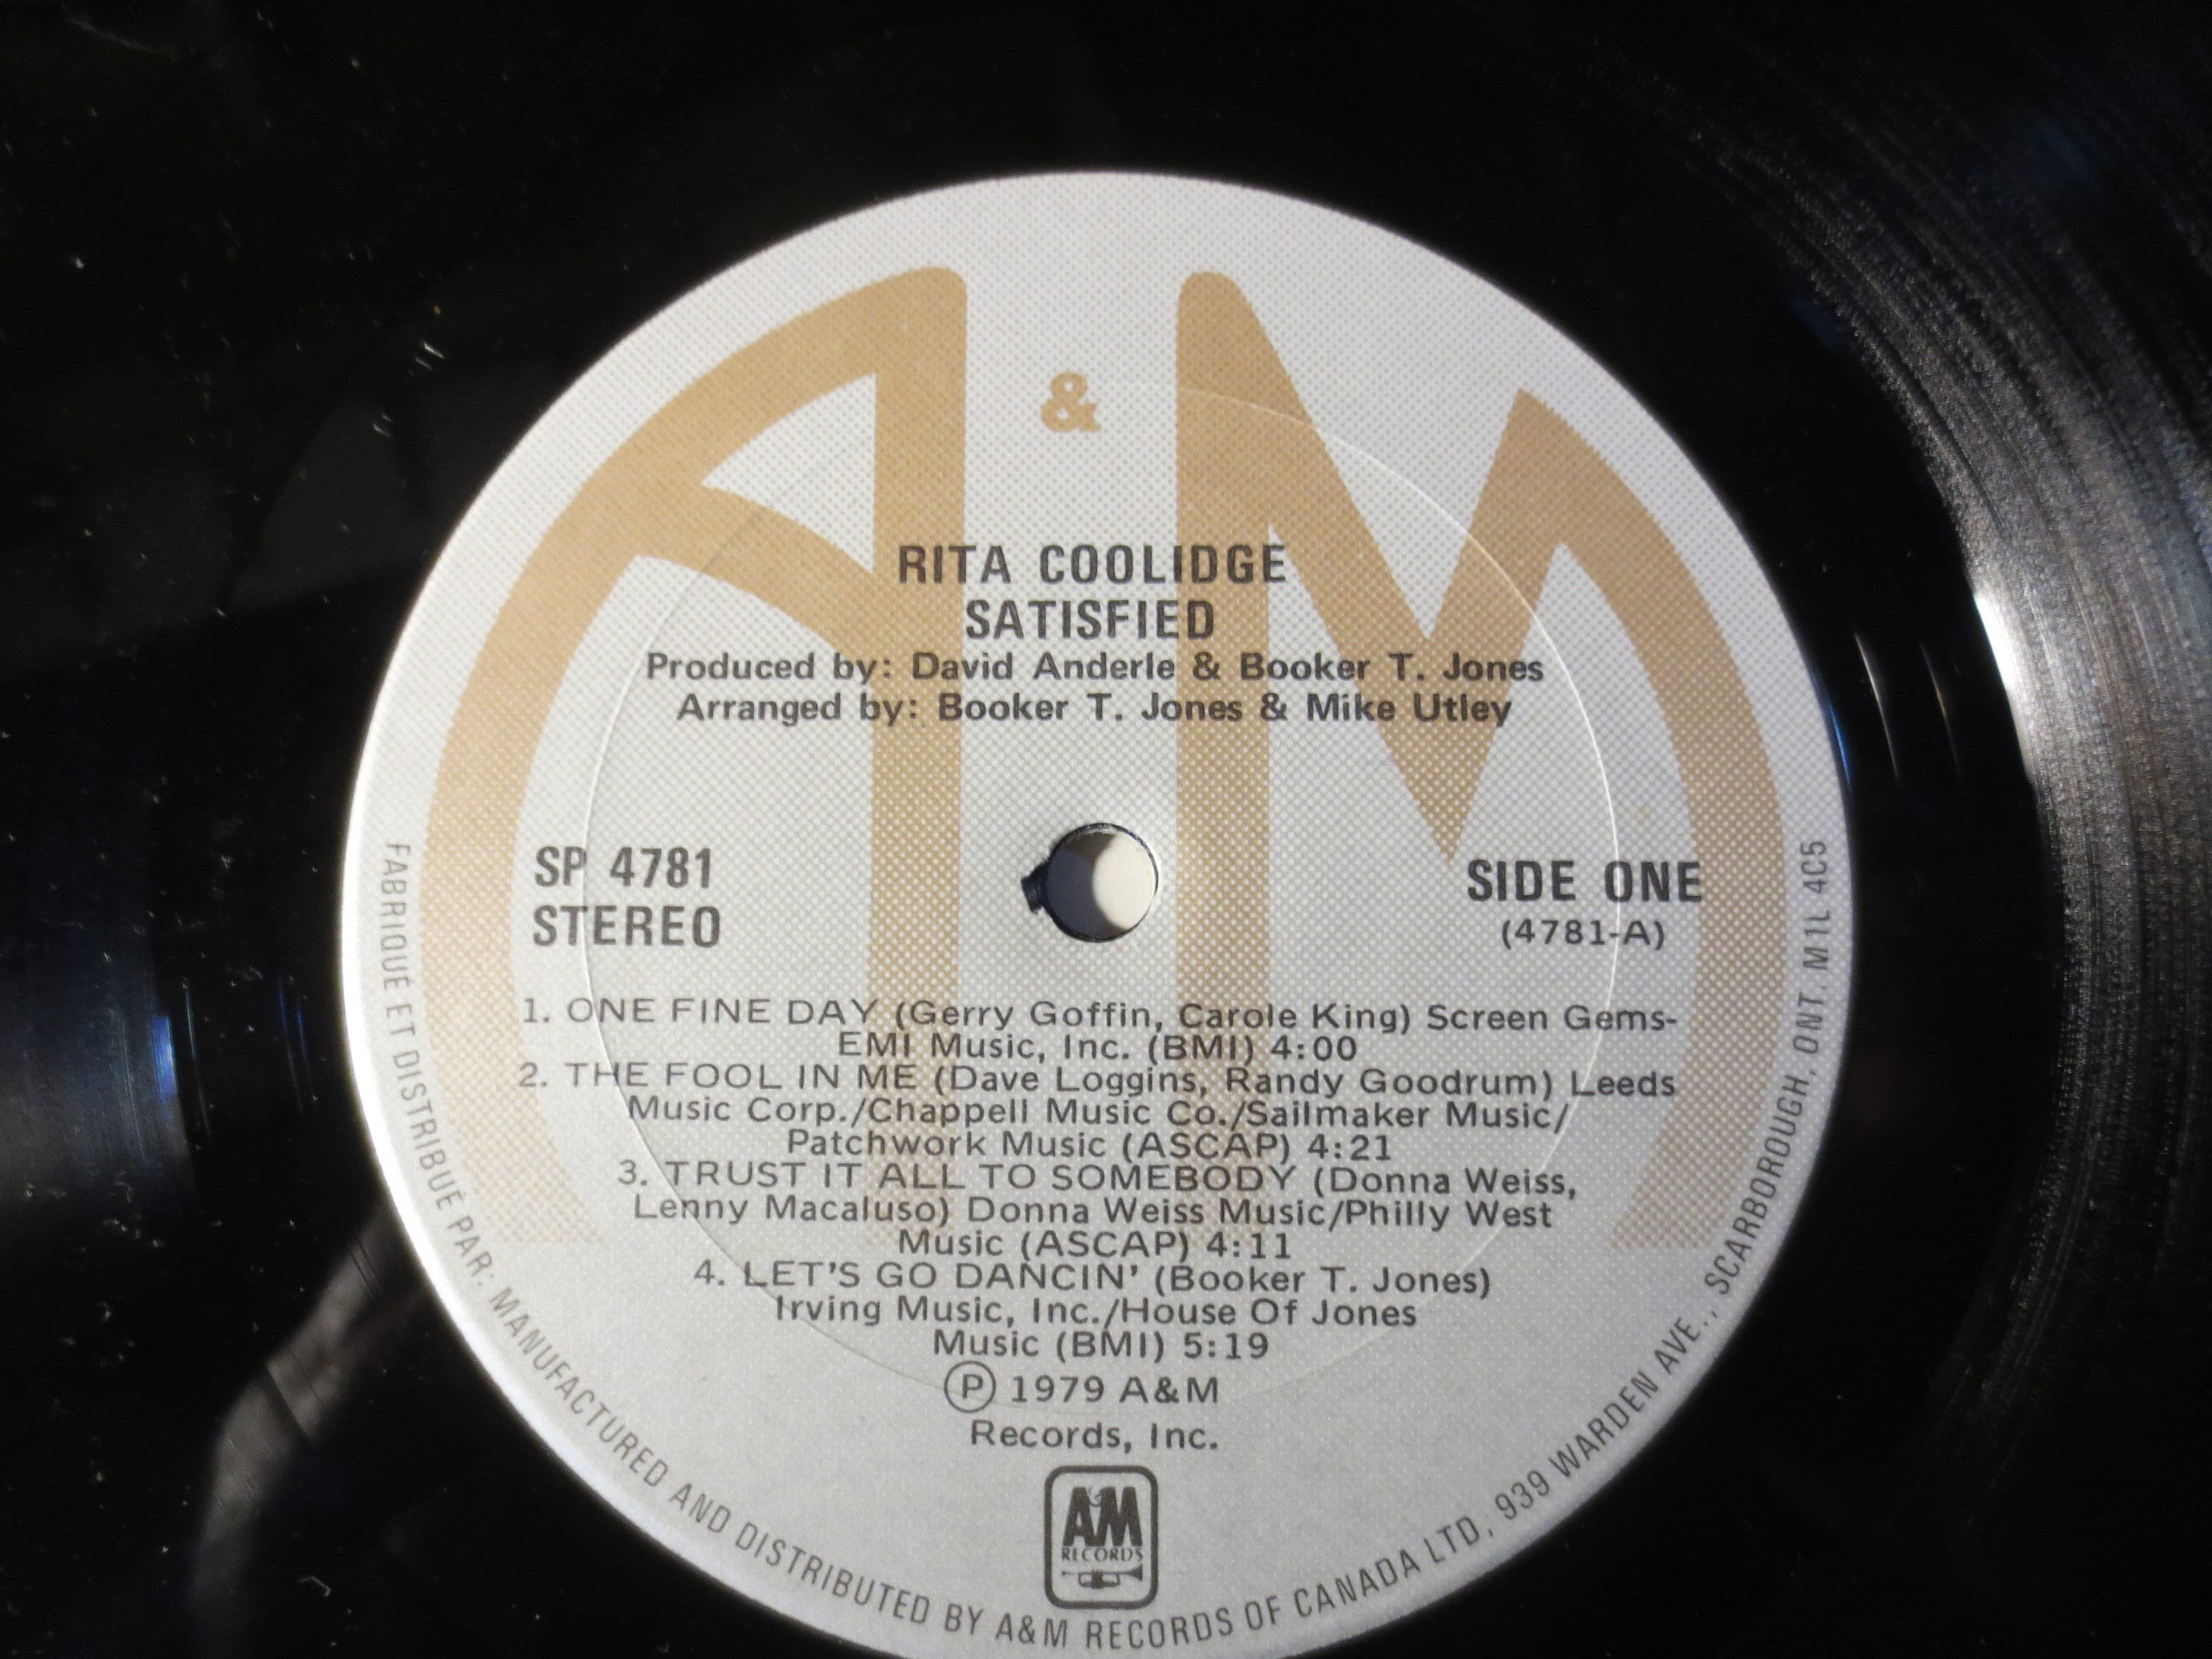 A & M
RITA COOLIDGE
SATISFIED
Produced by: David Anderle & Booker T. Jones
Arranged by: Booker T. Jones & Mike Utley
SP 4781
STEREO
SIDE ONE
(4781-A)
1. ONE FINE DAY (Gerry Goffin, Carole King) Screen Gems-
EMI Music, Inc. (BMI) 4:00
2. THE FOOL IN ME (Dave Loggins, Randy Goodrum) Leeds
Music Corp./Chappell Music Co./Sailmaker Music/
Patchwork Music (ASCAP) 4:21
3. TRUST IT ALL TO SOMEBODY (Donna Weiss,
Lenny Macaluso) Donna Weiss Music/Philly West
Music (ASCAP) 4:11
4. LET'S GO DANCIN' (Booker T. Jones)
Irving Music, Inc./House Of Jones
Music (BMI) 5:19
Ⓟ 1979 A&M
Records, Inc.
A&M
RECORDS
FABRIQUÉ ET DISTRIBUÉ PAR: MANUFACTURED AND DISTRIBUTED BY A&M RECORDS OF CANADA LTD, 939 WARDEN AVE., SCARBOROUGH, ONT. M1L 4C5